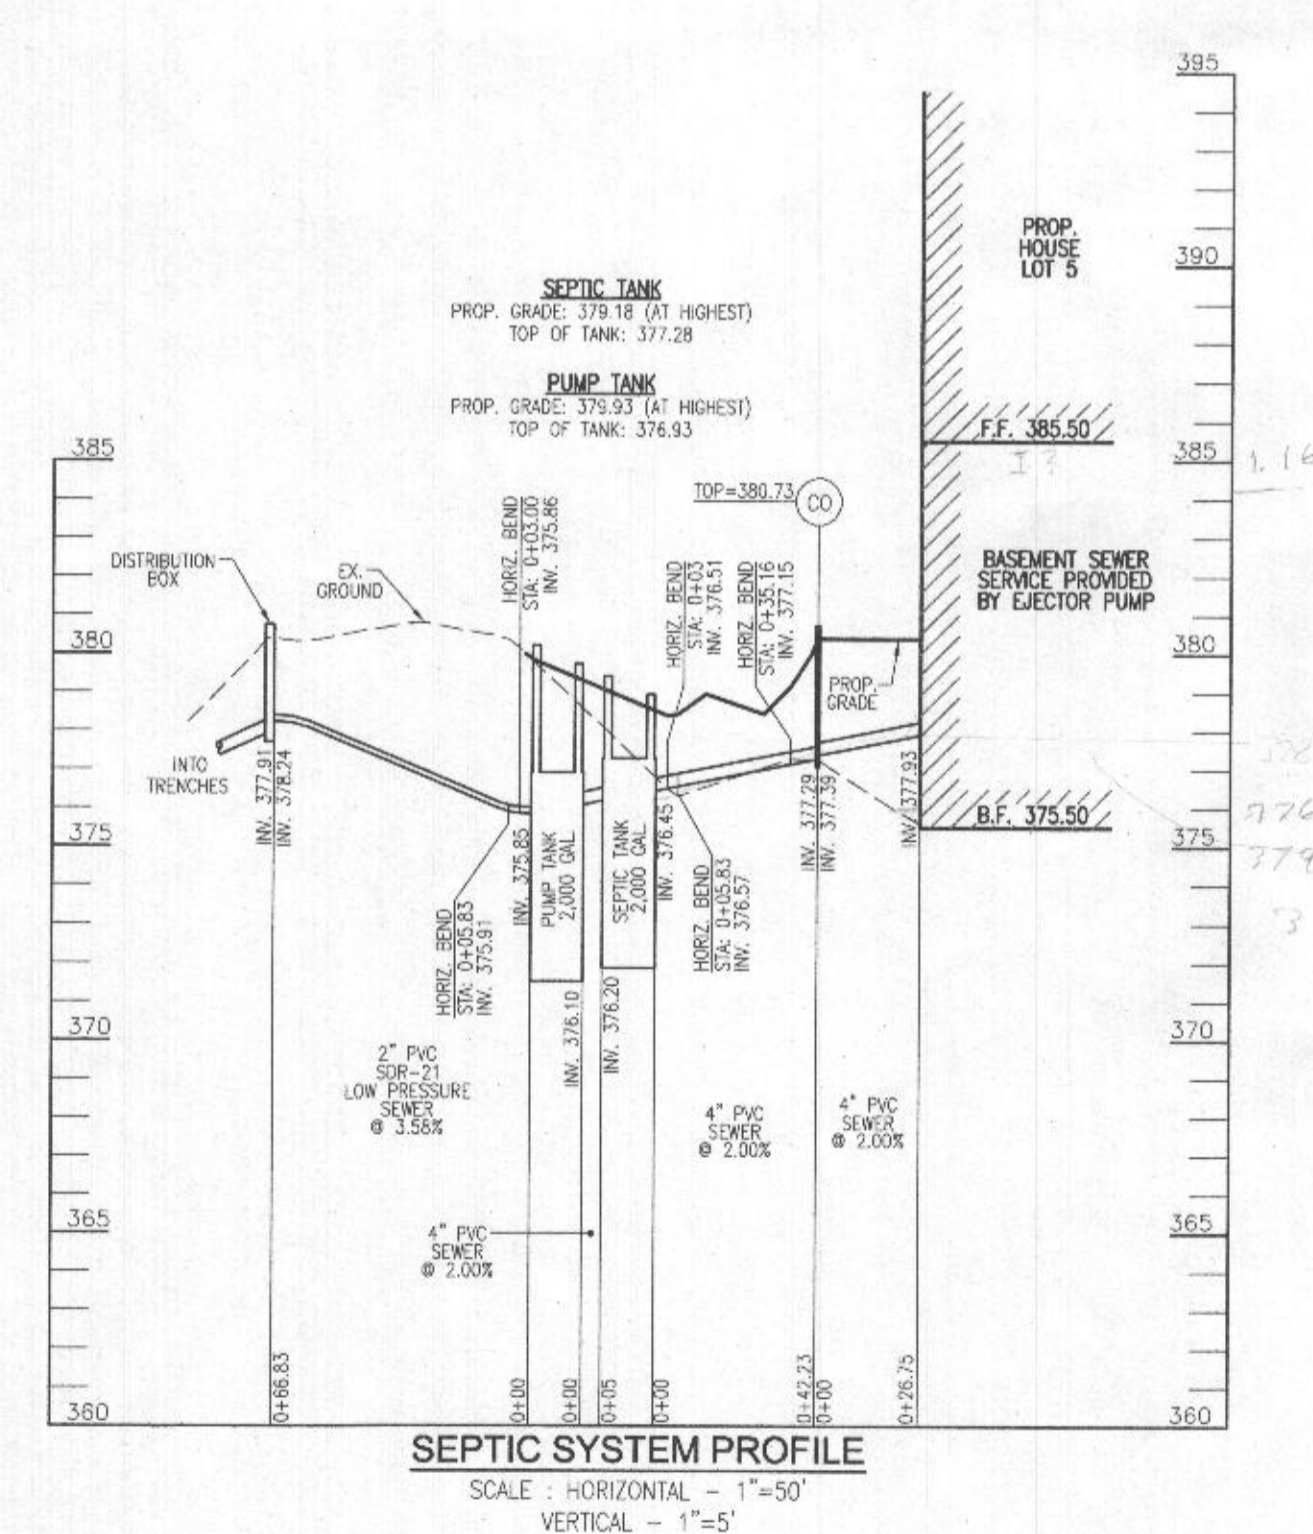 395
390
385
380
375
370
365
360
385
380
375
370
365
360
PROP.
HOUSE
LOT 5
SEPTIC TANK
PROP. GRADE: 379.18 (AT HIGHEST)
TOP OF TANK: 377.28
PUMP TANK
PROP. GRADE: 379.93 (AT HIGHEST)
TOP OF TANK: 376.93
F.F. 385.50
I ?
1.16
TOP=380.73
CO
DISTRIBUTION
BOX
EX.
GROUND
HORIZ. BEND
STA: 0+03.00
INV. 375.86
HORIZ. BEND
STA: 0+03
INV. 376.51
HORIZ. BEND
STA: 0+35.16
INV. 377.15
BASEMENT SEWER
SERVICE PROVIDED
BY EJECTOR PUMP
PROP.
GRADE
INTO
TRENCHES
INV. 377.91
INV. 378.24
INV. 375.85
PUMP TANK
2,000 GAL
SEPTIC TANK
2,000 GAL
INV. 376.45
INV. 377.29
INV. 377.39
INV. 377.93
B.F. 375.50
HORIZ. BEND
STA: 0+05.83
INV. 375.91
HORIZ. BEND
STA: 0+05.83
INV. 376.57
INV. 376.10
INV. 376.20
2" PVC
SDR-21
LOW PRESSURE
SEWER
@ 3.58%
4" PVC
SEWER
@ 2.00%
4" PVC
SEWER
@ 2.00%
4" PVC
SEWER
@ 2.00%
0+66.83
0+00
0+00
0+05
0+00
0+42.23
0+00
0+26.75
SEPTIC SYSTEM PROFILE
SCALE : HORIZONTAL - 1"=50'
VERTICAL - 1"=5'